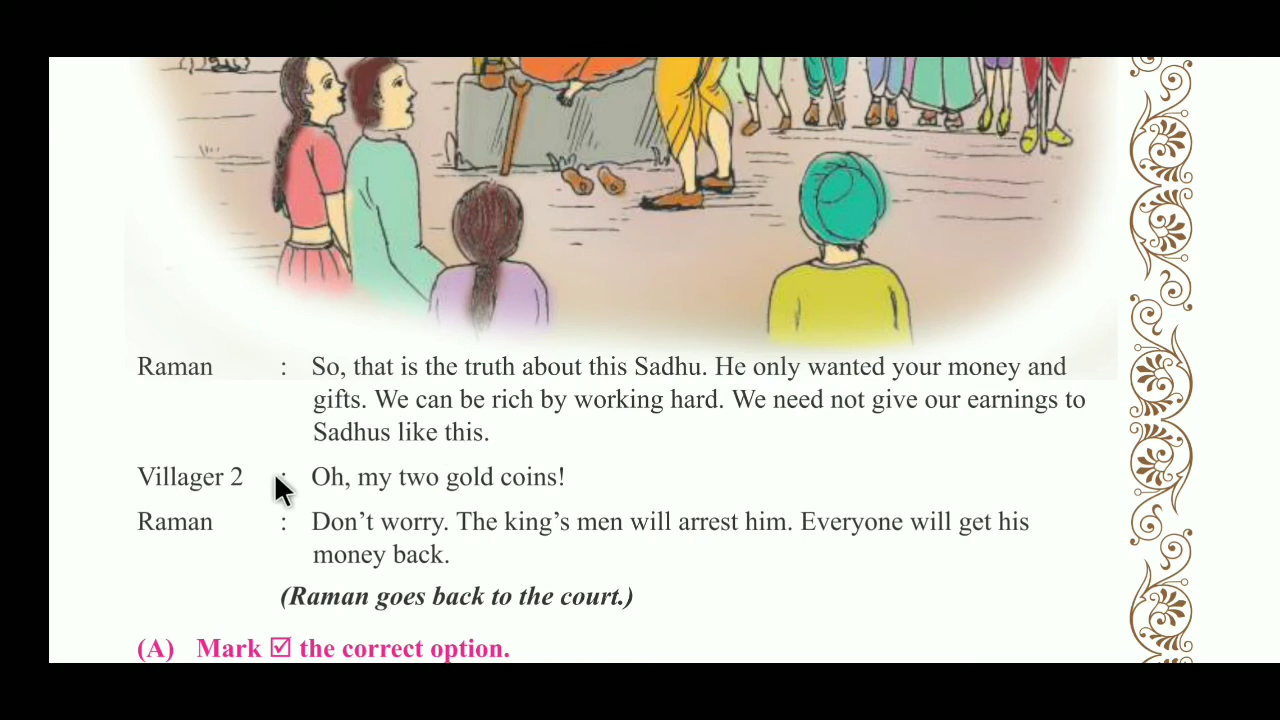 Raman : So, that is the truth about this Sadhu. He only wanted your money and
gifts. We can be rich by working hard. We need not give our earnings to
Sadhus like this.
Villager 2 : Oh, my two gold coins!
Raman : Don’t worry. The king’s men will arrest him. Everyone will get his
money back.
(Raman goes back to the court.)
(A) Mark ☑ the correct option.